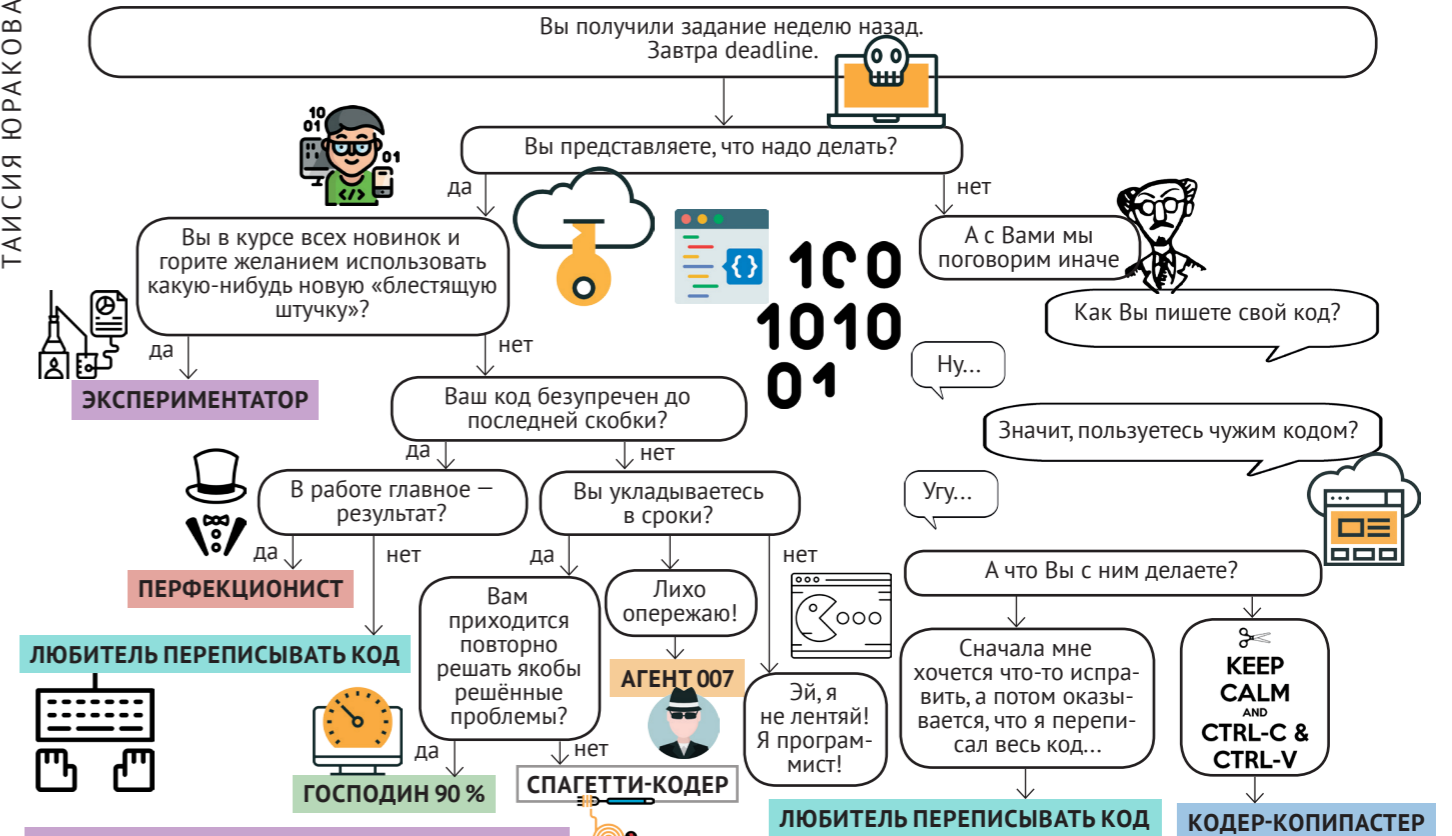 ТАИСИЯ ЮРАКОВА
Вы получили задание неделю назад.
Завтра deadline.
Вы представляете, что надо делать?
да
нет
10
01
01
</>
Вы в курсе всех новинок и
горите желанием использовать
какую-нибудь новую «блестящую
штучку»?
{}
100
1010
01
А с Вами мы
поговорим иначе
Как Вы пишете свой код?
да
нет
Ну...
ЭКСПЕРИМЕНТАТОР
Ваш код безупречен до
последней скобки?
Значит, пользуетесь чужим кодом?
да
нет
В работе главное —
результат?
Вы укладываетесь
в сроки?
Угу...
да
нет
да
нет
А что Вы с ним делаете?
ПЕРФЕКЦИОНИСТ
Вам
приходится
повторно
решать якобы
решённые
проблемы?
Лихо
опережаю!
ЛЮБИТЕЛЬ ПЕРЕПИСЫВАТЬ КОД
АГЕНТ 007
Эй, я
не лентяй!
Я програм-
мист!
Сначала мне
хочется что-то испра-
вить, а потом оказы-
вается, что я перепи-
сал весь код...
KEEP
CALM
AND
CTRL-C &
CTRL-V
да
нет
ГОСПОДИН 90 %
СПАГЕТТИ-КОДЕР
ЛЮБИТЕЛЬ ПЕРЕПИСЫВАТЬ КОД
КОДЕР-КОПИПАСТЕР